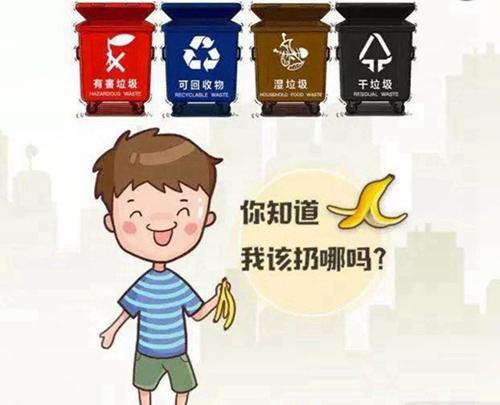 有害垃圾
HAZARDOUS WASTE
可回收物
RECYCLABLE WASTE
湿垃圾
HOUSEHOLD FOOD WASTE
干垃圾
RESIDUAL WASTE
你知道
我该扔哪吗?